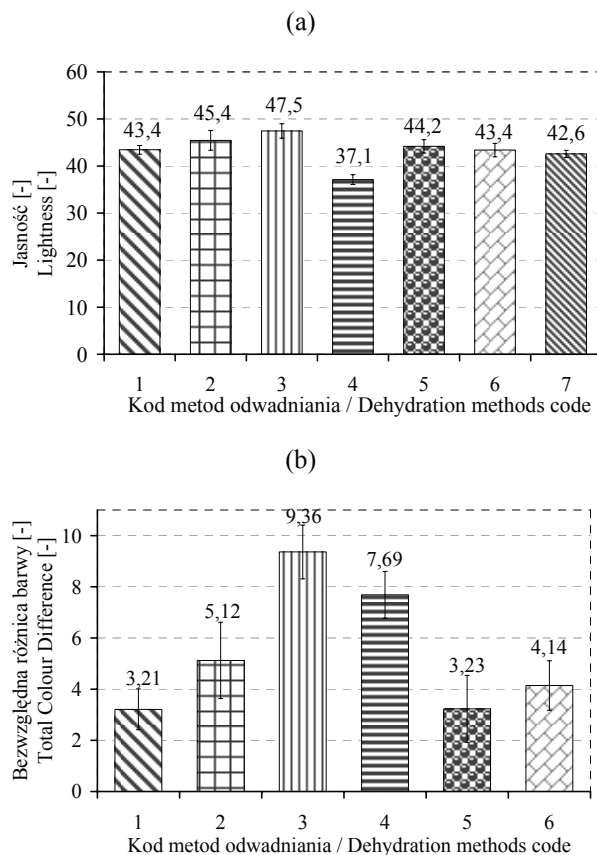 (a)
Jasność [-]
Lightness [-]
60
50
40
30
20
10
0
43,4
45,4
47,5
37,1
44,2
43,4
42,6
1 2 3 4 5 6 7
Kod metod odwadniania / Dehydration methods code
(b)
Bezwzględna różnica barwy [-]
Total Colour Difference [-]
10
8
6
4
2
0
3,21
5,12
9,36
7,69
3,23
4,14
1 2 3 4 5 6
Kod metod odwadniania / Dehydration methods code